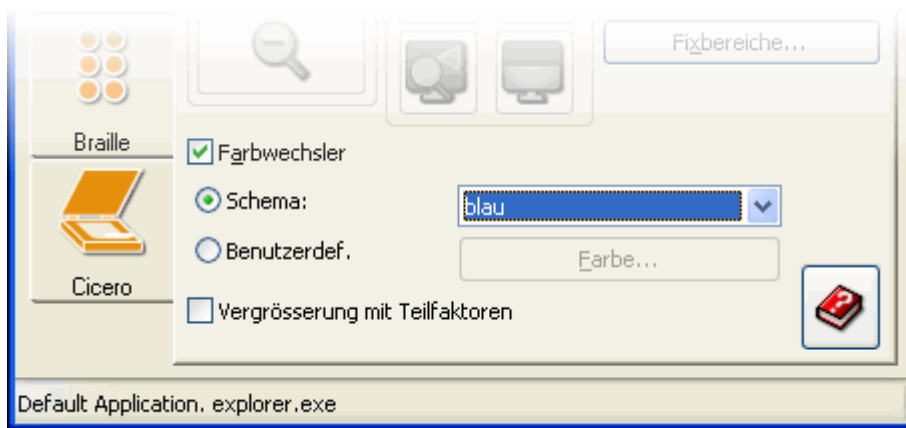 Fixbereiche...
Braille
Farbwechsler
Schema:
blau
Benutzerdef.
Farbe...
Cicero
Vergrösserung mit Teilfaktoren
Default Application. explorer.exe